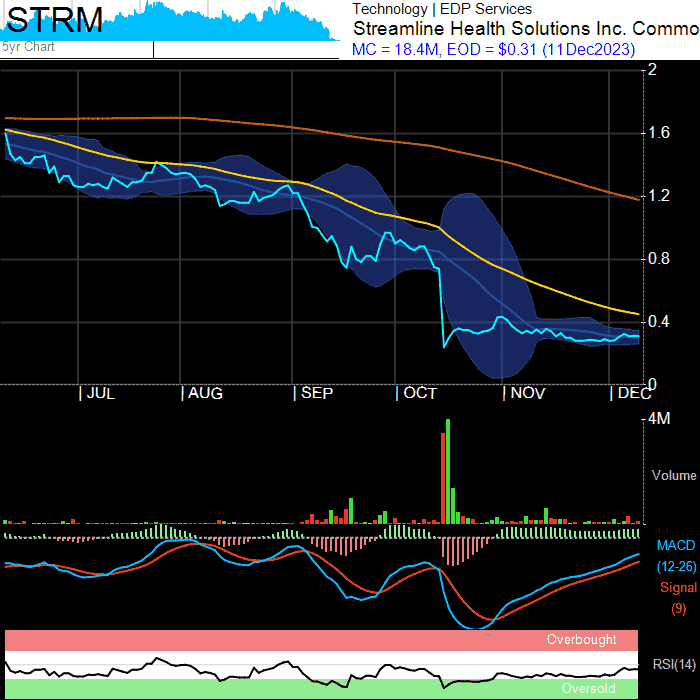 STRM
Technology | EDP Services
Streamline Health Solutions Inc. Commo
5yr Chart
MC = 18.4M, EOD = $0.31 (11Dec2023)
2
1.6
1.2
0.8
0.4
0
| JUL | AUG | SEP | OCT | NOV | DEC
4M
Volume
MACD
(12-26)
Signal
(9)
Overbought
RSI(14)
Oversold